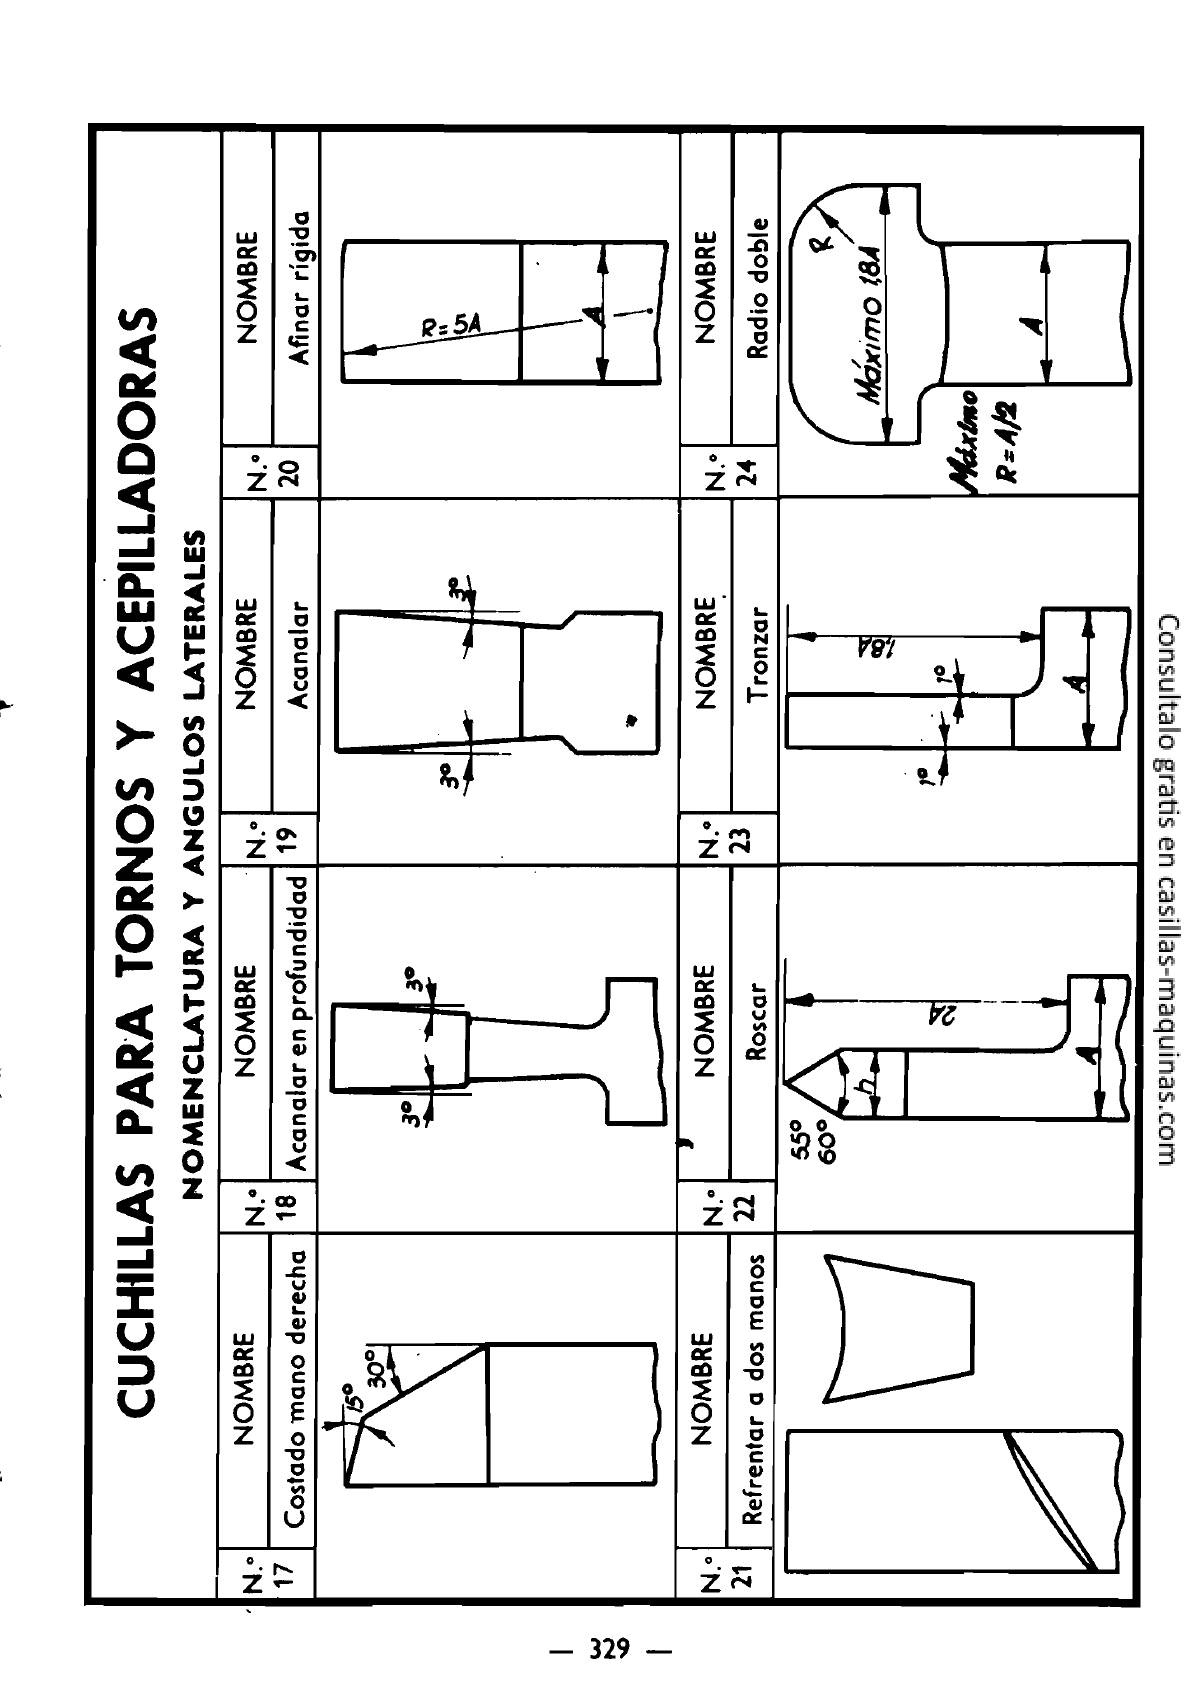 CUCHILLAS PARA TORNOS Y ACEPILLADORAS
NOMENCLATURA Y ANGULOS LATERALES
N.° 17
NOMBRE
Costado mano derecha
15°
30°
N.° 18
NOMBRE
Acanalar en profundidad
3°
3°
N.° 19
NOMBRE
Acanalar
3°
3°
N.° 20
NOMBRE
Afinar rígida
R=5A
A
N.° 21
NOMBRE
Refrentar a dos manos
N.° 22
NOMBRE
Roscar
55°
60°
h
2A
A
N.° 23
NOMBRE
Tronzar
1°
1°
1,8A
A
N.° 24
NOMBRE
Radio doble
R
Máximo 1,8A
Máximo
R=A/2
A
— 329 —
Consultalo gratis en casillas-maquinas.com